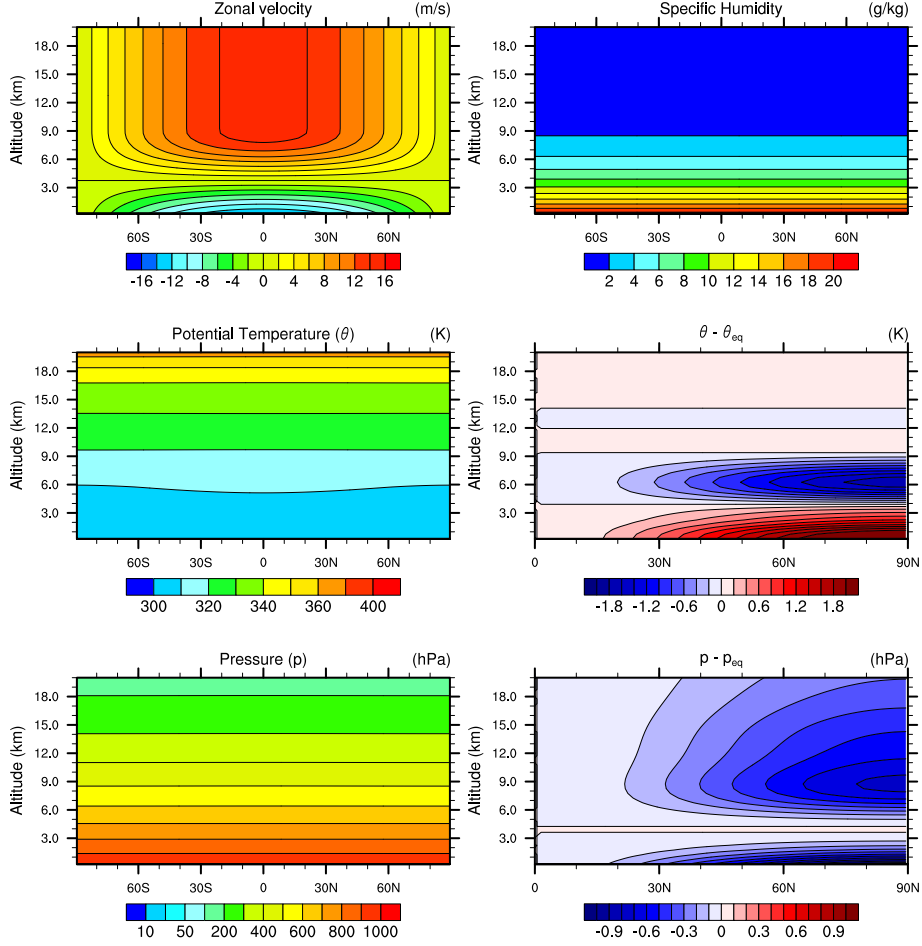 Zonal velocity (m/s)
Altitude (km)
18.0
15.0
12.0
9.0
6.0
3.0
60S 30S 0 30N 60N
-16 -12 -8 -4 0 4 8 12 16
Specific Humidity (g/kg)
Altitude (km)
18.0
15.0
12.0
9.0
6.0
3.0
60S 30S 0 30N 60N
2 4 6 8 10 12 14 16 18 20
Potential Temperature (θ) (K)
Altitude (km)
18.0
15.0
12.0
9.0
6.0
3.0
60S 30S 0 30N 60N
300 320 340 360 400
θ - θeq (K)
Altitude (km)
18.0
15.0
12.0
9.0
6.0
3.0
0 30N 60N 90N
-1.8 -1.2 -0.6 0 0.6 1.2 1.8
Pressure (p) (hPa)
Altitude (km)
18.0
15.0
12.0
9.0
6.0
3.0
60S 30S 0 30N 60N
10 50 200 400 600 800 1000
p - peq (hPa)
Altitude (km)
18.0
15.0
12.0
9.0
6.0
3.0
0 30N 60N 90N
-0.9 -0.6 -0.3 0 0.3 0.6 0.9